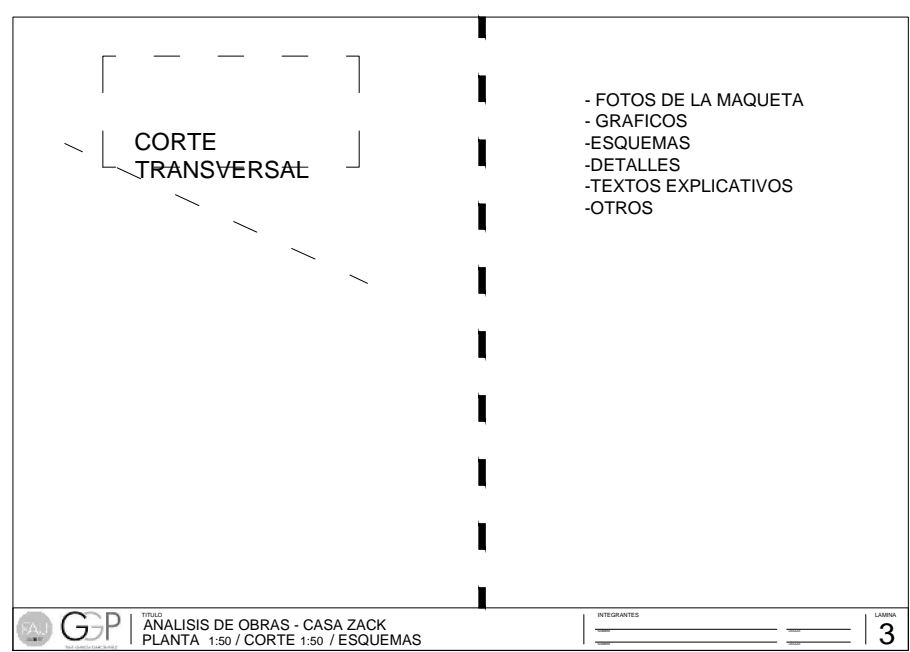 CORTE
TRANSVERSAL
- FOTOS DE LA MAQUETA
- GRAFICOS
-ESQUEMAS
-DETALLES
-TEXTOS EXPLICATIVOS
-OTROS
FAU
GGP
TITULO
ANALISIS DE OBRAS - CASA ZACK
PLANTA 1:50 / CORTE 1:50 / ESQUEMAS
INTEGRANTES
LAMINA
3